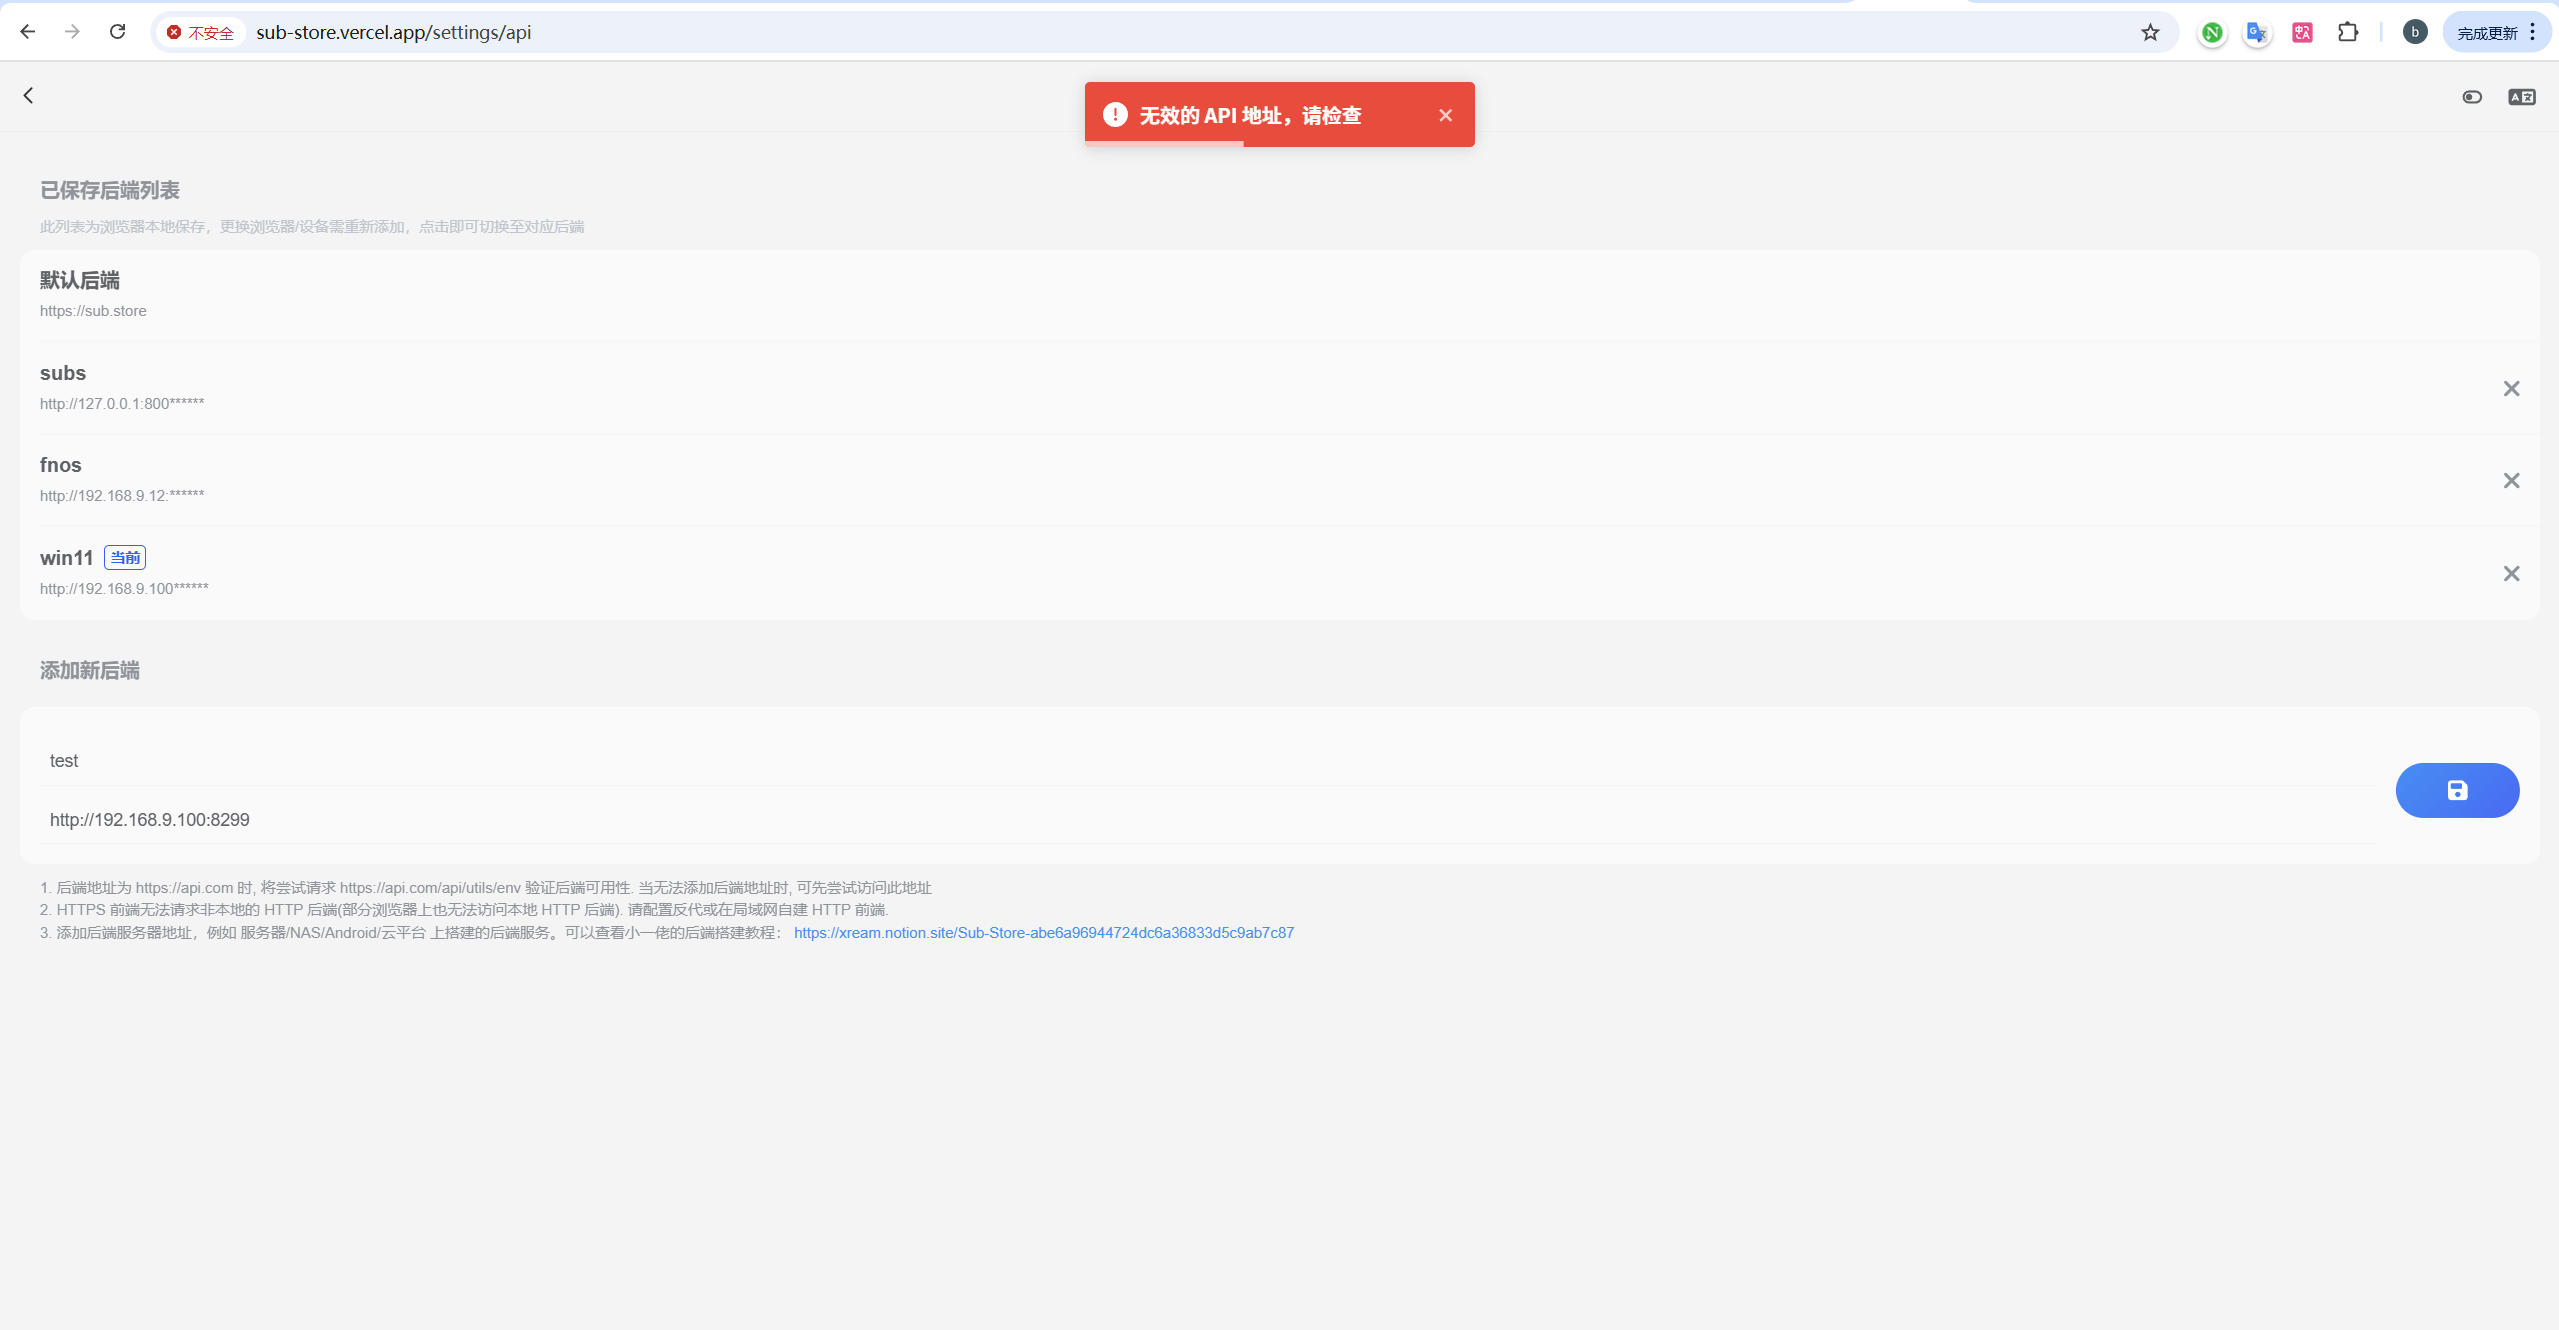 不安全
sub-store.vercel.app/settings/api
b
完成更新
无效的 API 地址，请检查
已保存后端列表
此列表为浏览器本地保存，更换浏览器/设备需重新添加，点击即可切换至对应后端
默认后端
https://sub.store
subs
http://127.0.0.1:800******
fnos
http://192.168.9.12:******
win11 当前
http://192.168.9.100******
添加新后端
test
http://192.168.9.100:8299
1. 后端地址为 https://api.com 时, 将尝试请求 https://api.com/api/utils/env 验证后端可用性. 当无法添加后端地址时, 可先尝试访问此地址
2. HTTPS 前端无法请求非本地的 HTTP 后端(部分浏览器上也无法访问本地 HTTP 后端). 请配置反代或在局域网自建 HTTP 前端.
3. 添加后端服务器地址，例如 服务器/NAS/Android/云平台 上搭建的后端服务。可以查看小一佬的后端搭建教程： https://xream.notion.site/Sub-Store-abe6a96944724dc6a36833d5c9ab7c87